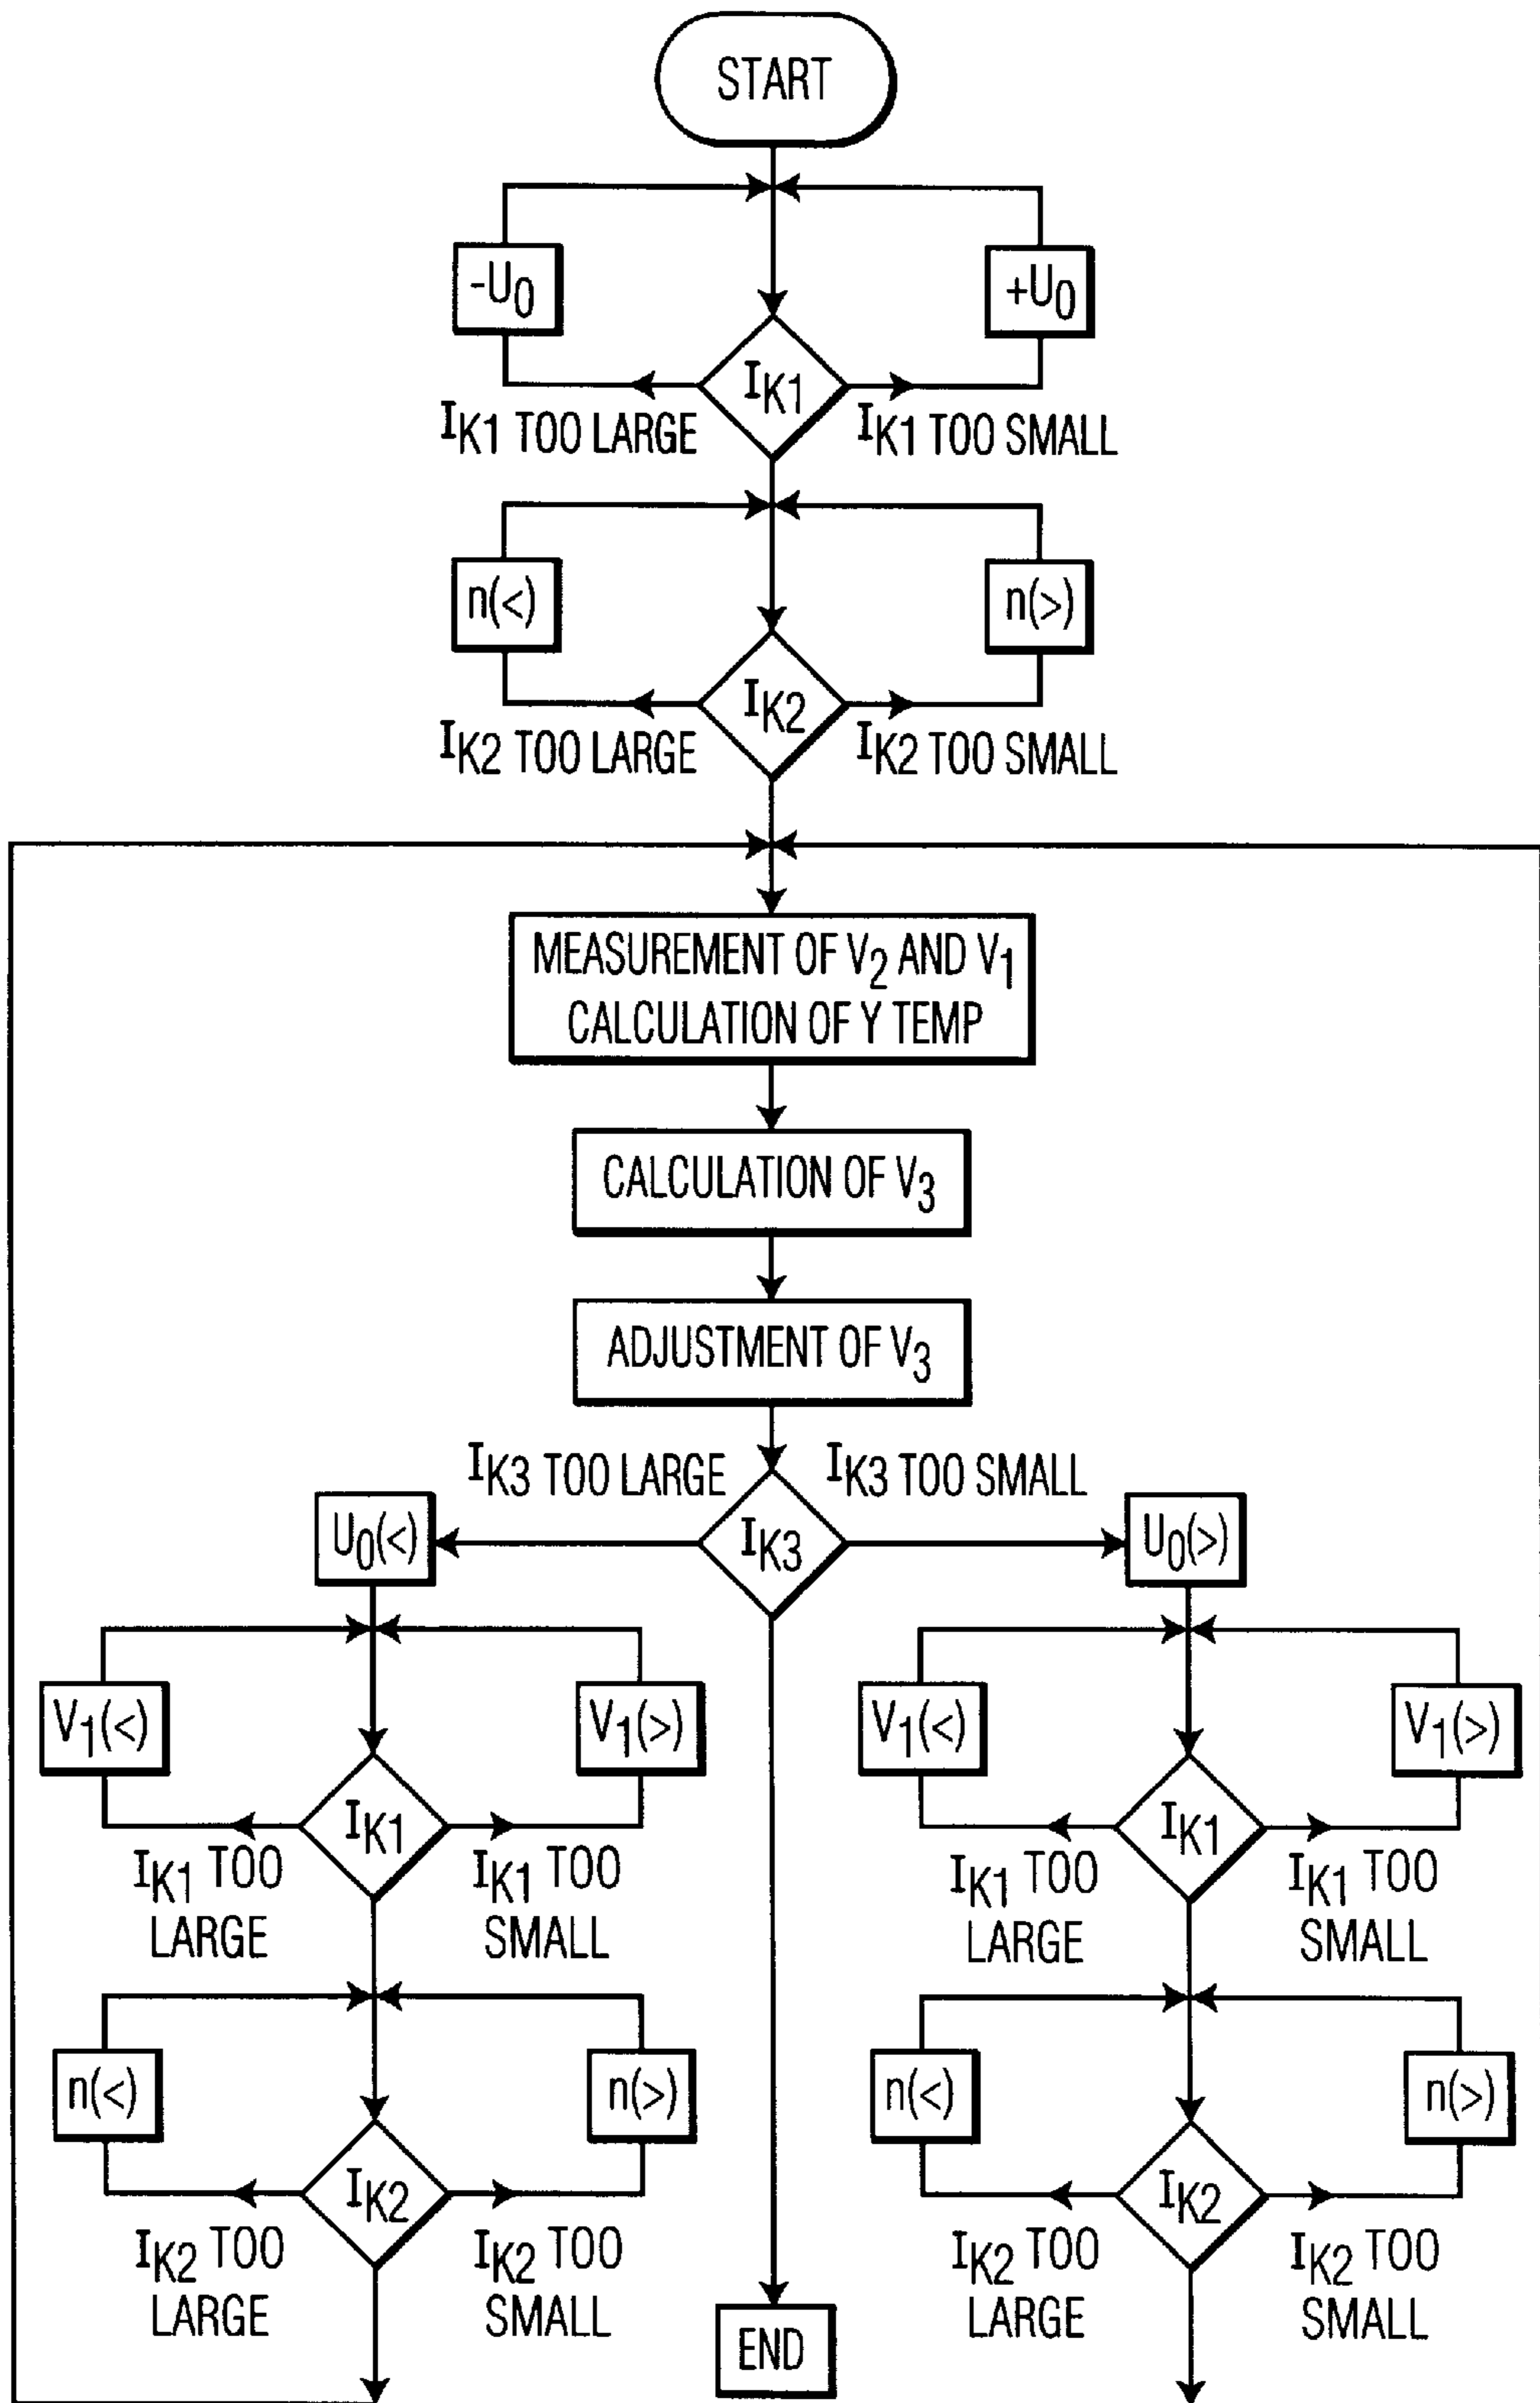 START
-U0
+U0
IK1
IK1 TOO LARGE
IK1 TOO SMALL
n(<)
n(>)
IK2
IK2 TOO LARGE
IK2 TOO SMALL
MEASUREMENT OF V2 AND V1
CALCULATION OF Y TEMP
CALCULATION OF V3
ADJUSTMENT OF V3
IK3 TOO LARGE
IK3 TOO SMALL
U0(<)
IK3
U0(>)
V1(<)
V1(>)
V1(<)
V1(>)
IK1
IK1
IK1 TOO
LARGE
IK1 TOO
SMALL
IK1 TOO
LARGE
IK1 TOO
SMALL
n(<)
n(>)
n(<)
n(>)
IK2
IK2
IK2 TOO
LARGE
IK2 TOO
SMALL
IK2 TOO
LARGE
IK2 TOO
SMALL
END